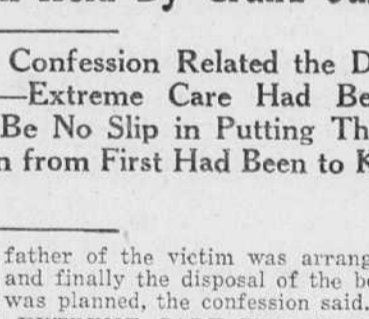 Confession Related the D
—Extreme Care Had Be
Be No Slip in Putting Th
n from First Had Been to K
father of the victim was arrang
and finally the disposal of the b
was planned, the confession said.